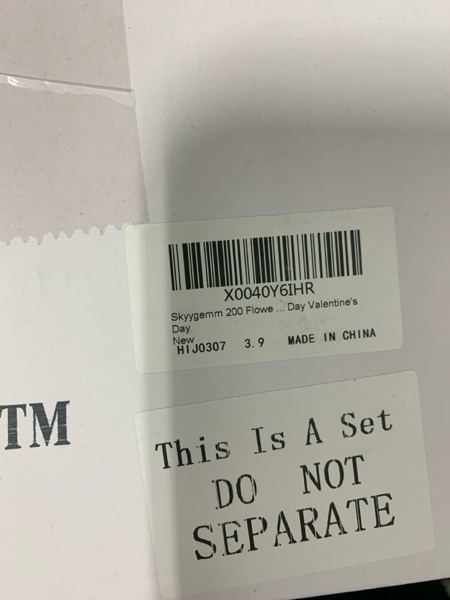 X0040Y6IHR
Skyygemm 200 Flowe ... Day Valentine's
Day
New
HIJ0307 3.9 MADE IN CHINA
TM
This Is A Set
DO NOT
SEPARATE